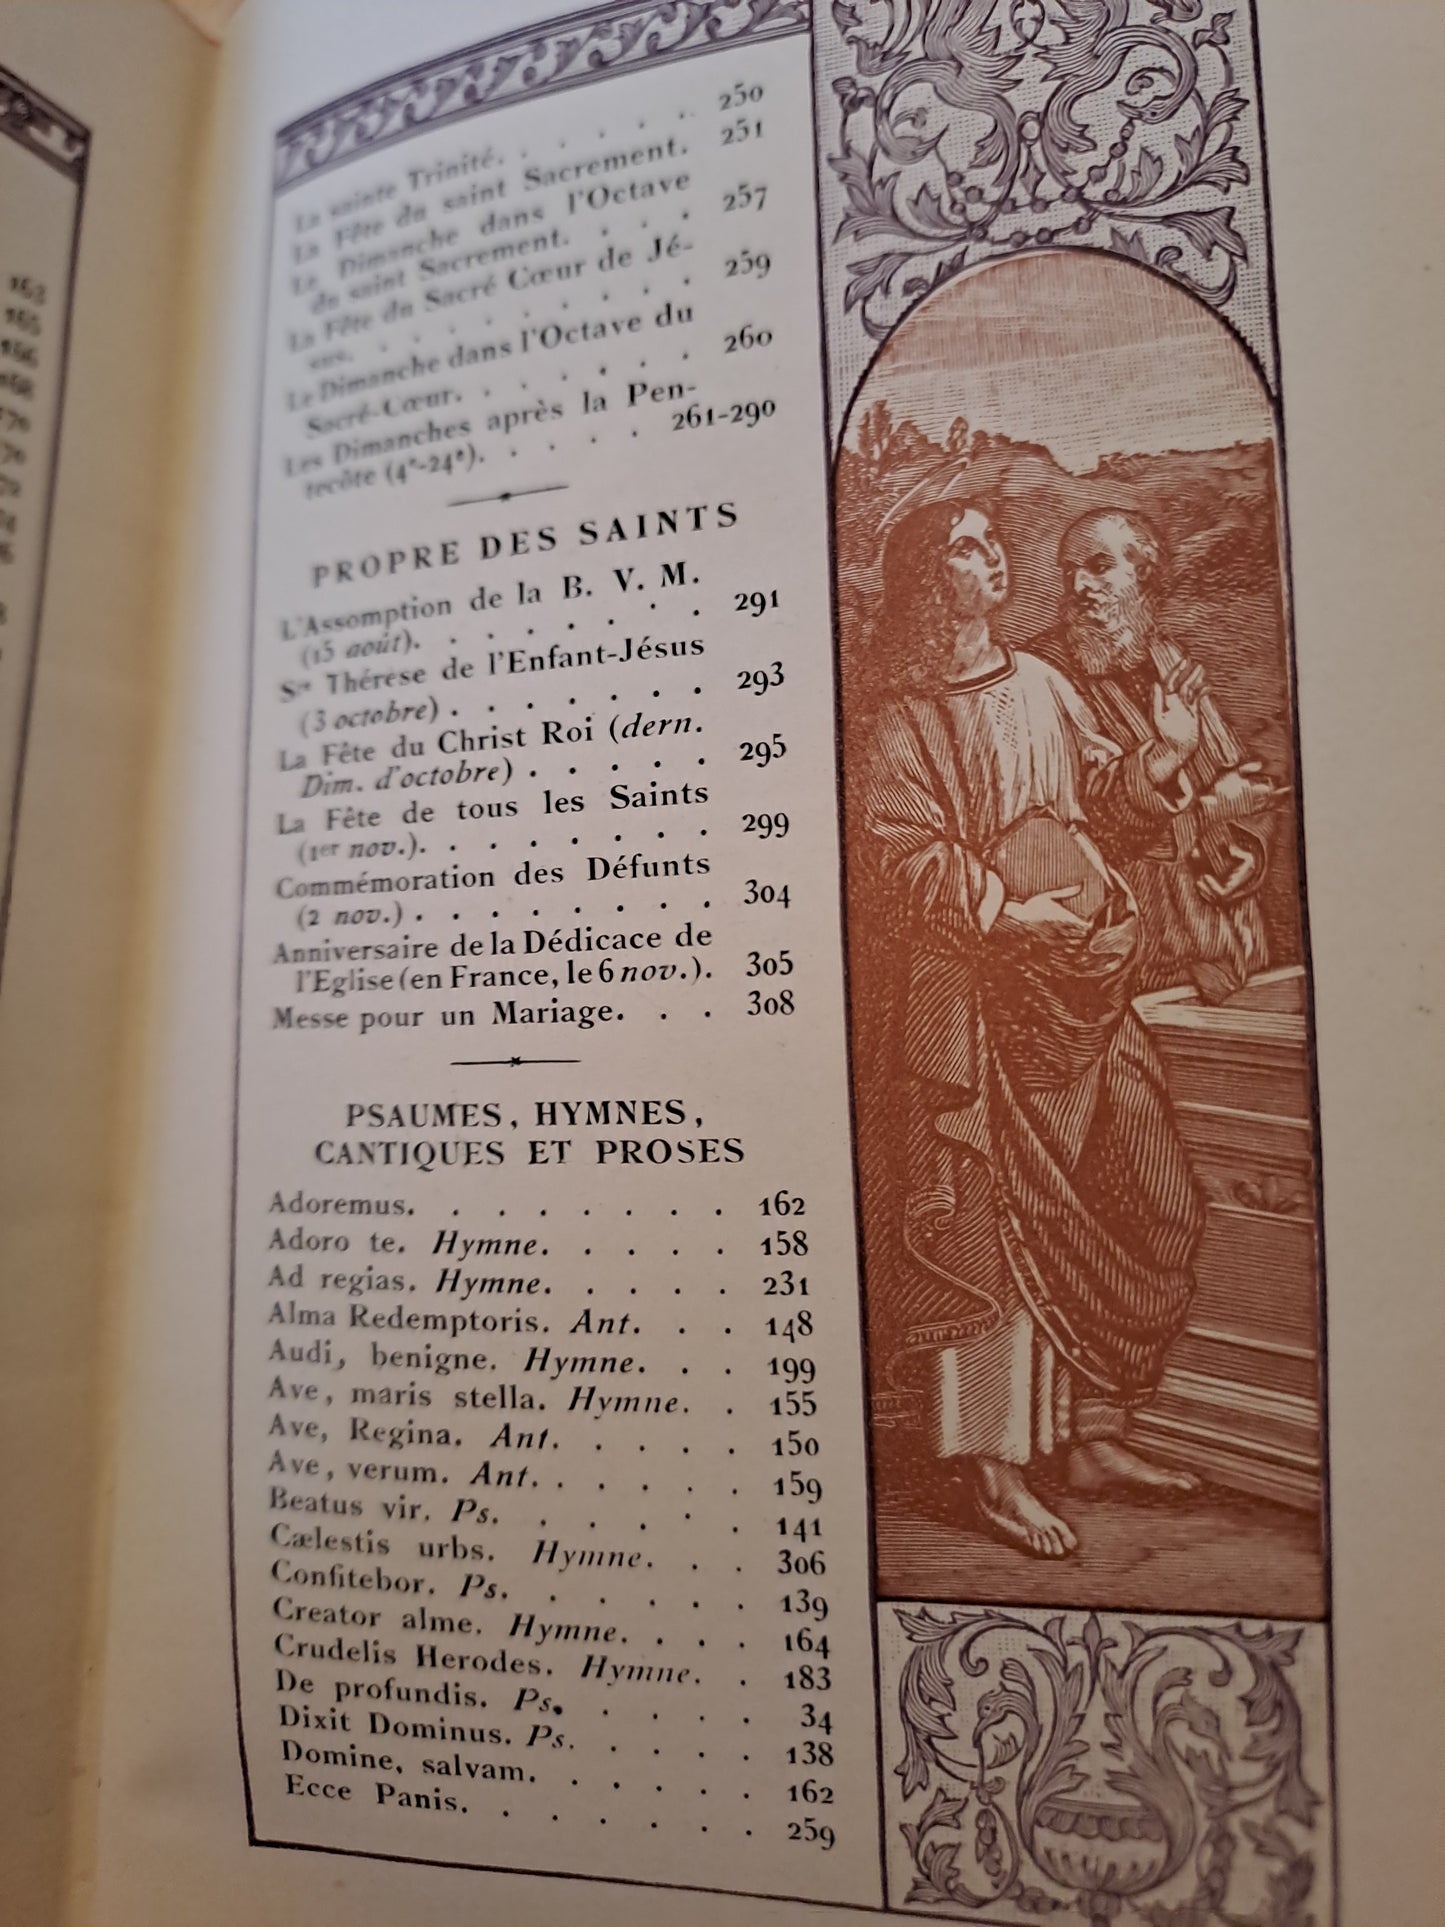 163
165
166
168
170
La sainte Trinité. . . . . . 250
La Fête du saint Sacrement. 251
Le Dimanche dans l'Octave
du saint Sacrement. . . . 257
La Fête du Sacré Cœur de Jé-
sus. . . . . . . . . . 259
Le Dimanche dans l'Octave du
Sacré-Cœur. . . . . . . 260
Les Dimanches après la Pen-
tecôte (4e-24e). . . . . 261-290
PROPRE DES SAINTS
L'Assomption de la B. V. M.
(15 août). . . . . . . . 291
Ste Thérèse de l'Enfant-Jésus
(3 octobre) . . . . . . . 293
La Fête du Christ Roi (dern.
Dim. d'octobre) . . . . . 295
La Fête de tous les Saints
(1er nov.). . . . . . . . 299
Commémoration des Défunts
(2 nov.) . . . . . . . . 304
Anniversaire de la Dédicace de
l'Eglise (en France, le 6 nov.). 305
Messe pour un Mariage. . . 308
PSAUMES, HYMNES,
CANTIQUES ET PROSES
Adoremus. . . . . . . . 162
Adoro te. Hymne. . . . . 158
Ad regias. Hymne. . . . . 231
Alma Redemptoris. Ant. . . 148
Audi, benigne. Hymne. . . 199
Ave, maris stella. Hymne. . 155
Ave, Regina. Ant. . . . . 150
Ave, verum. Ant. . . . . . 159
Beatus vir. Ps. . . . . . 141
Cælestis urbs. Hymne. . . 306
Confitebor. Ps. . . . . . 139
Creator alme. Hymne. . . . 164
Crudelis Herodes. Hymne. . 183
De profundis. Ps. . . . . 34
Dixit Dominus. Ps. . . . . 138
Domine, salvam. . . . . . 162
Ecce Panis. . . . . . . 259